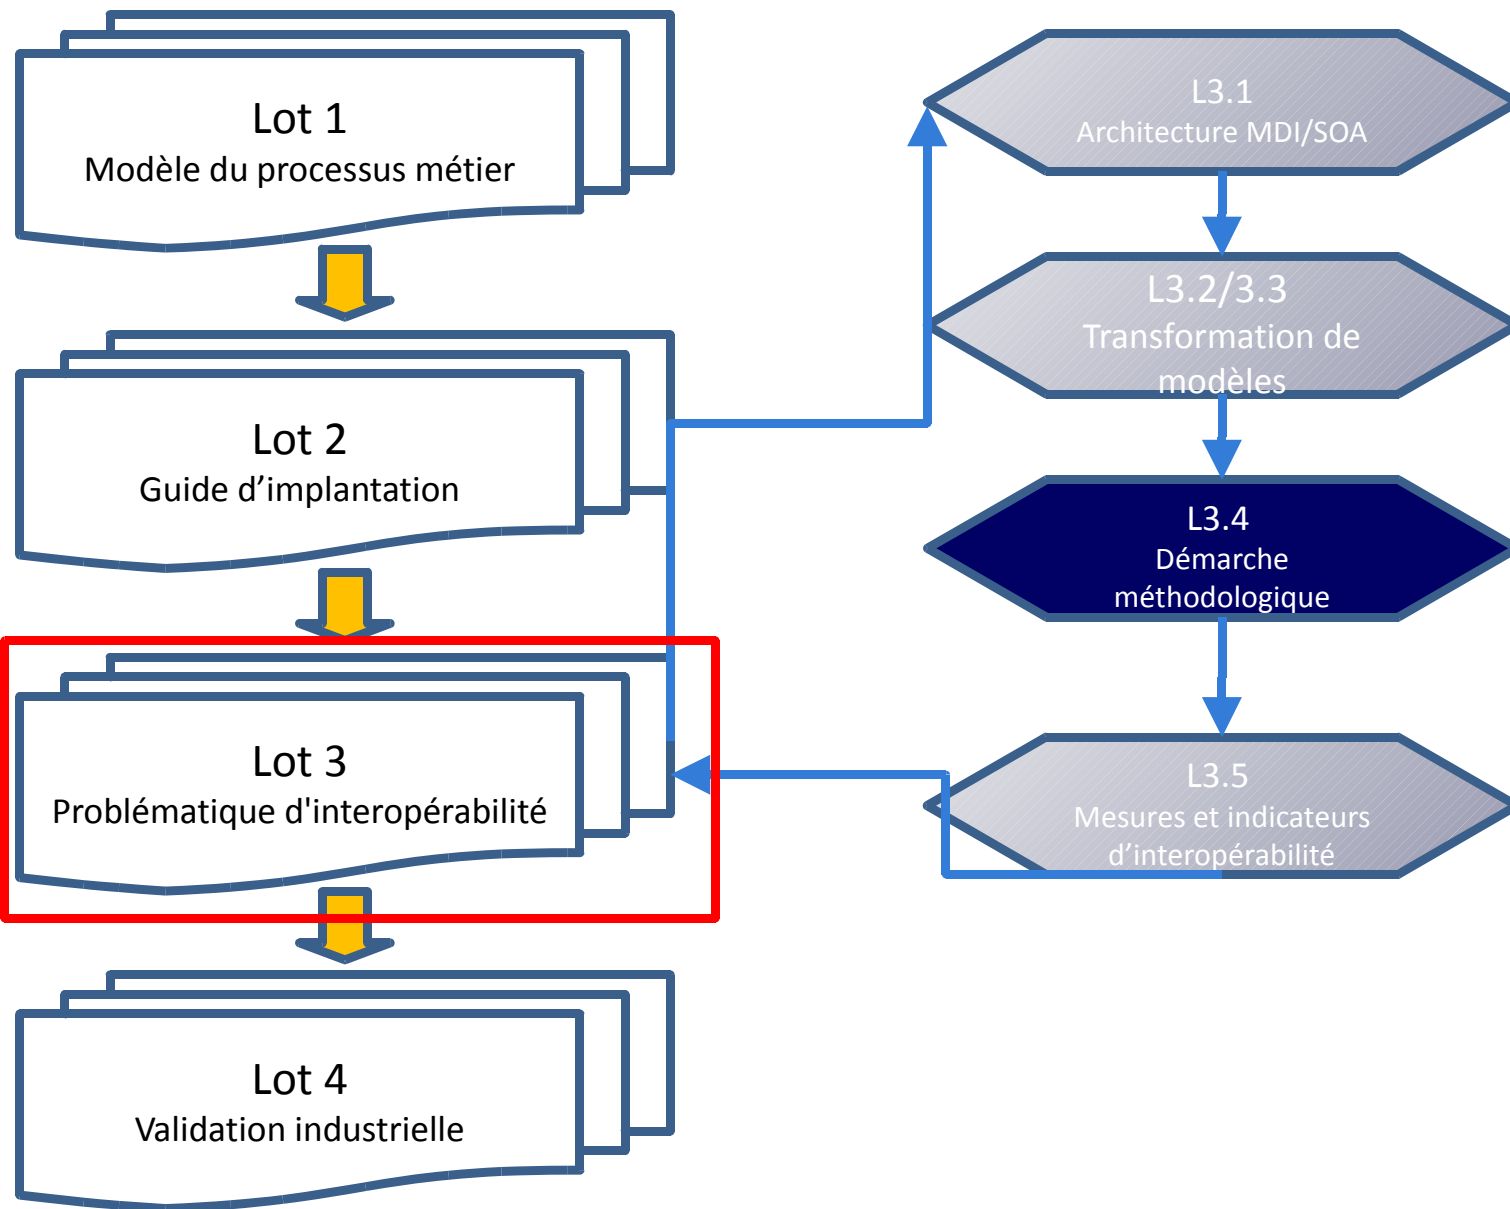 Lot 1
Modèle du processus métier
Lot 2
Guide d’implantation
Lot 3
Problématique d'interopérabilité
Lot 4
Validation industrielle
L3.1
Architecture MDI/SOA
L3.2/3.3
Transformation de
modèles
L3.4
Démarche
méthodologique
L3.5
Mesures et indicateurs
d’interopérabilité